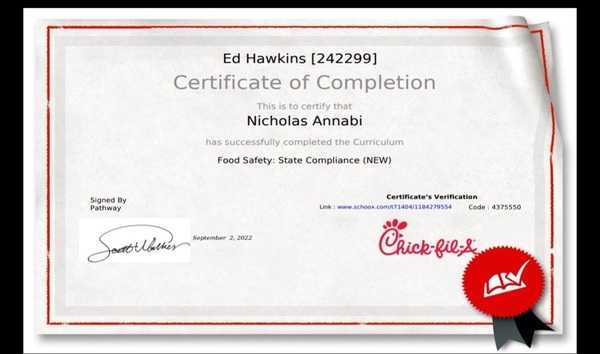 Ed Hawkins [242299]
Certificate of Completion
This is to certify that
Nicholas Annabi
has successfully completed the Curriculum
Food Safety: State Compliance (NEW)
Signed By
Pathway
Certificate's Verification
Link : www.schoox.com/t71404/1184279554 Code : 4375550
September 2, 2022
Chick-fil-A